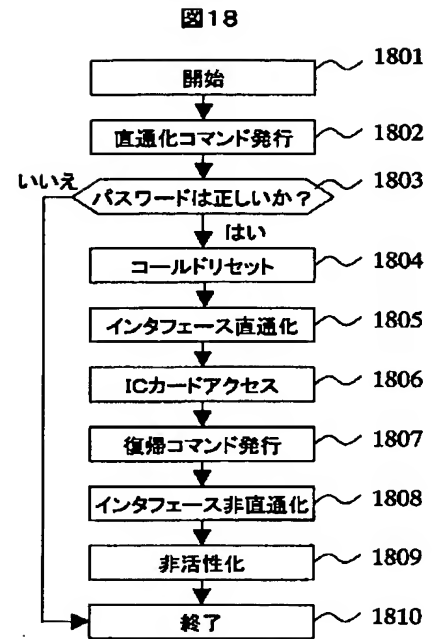 図18
開始 1801
直通化コマンド発行 1802
いいえ パスワードは正しいか？ 1803
はい
コールドリセット 1804
インタフェース直通化 1805
ICカードアクセス 1806
復帰コマンド発行 1807
インタフェース非直通化 1808
非活性化 1809
終了 1810